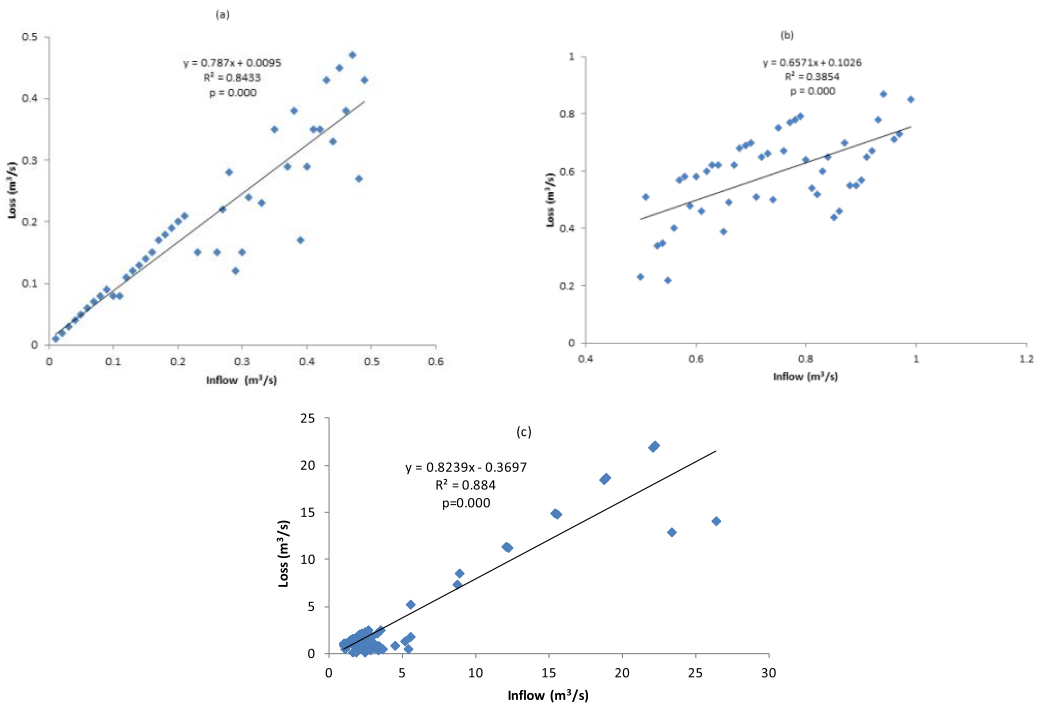 (a)
y = 0.787x + 0.0095
R² = 0.8433
p = 0.000
0.5
0.4
0.3
0.2
0.1
0
Loss (m³/s)
0
0.1
0.2
0.3
0.4
0.5
0.6
Inflow (m³/s)
(b)
y = 0.6571x + 0.1026
R² = 0.3854
p = 0.000
1
0.8
0.6
0.4
0.2
0
Loss (m³/s)
0.4
0.6
0.8
1
1.2
Inflow (m³/s)
(c)
y = 0.8239x - 0.3697
R² = 0.884
p=0.000
25
20
15
10
5
0
Loss (m³/s)
0
5
10
15
20
25
30
Inflow (m³/s)